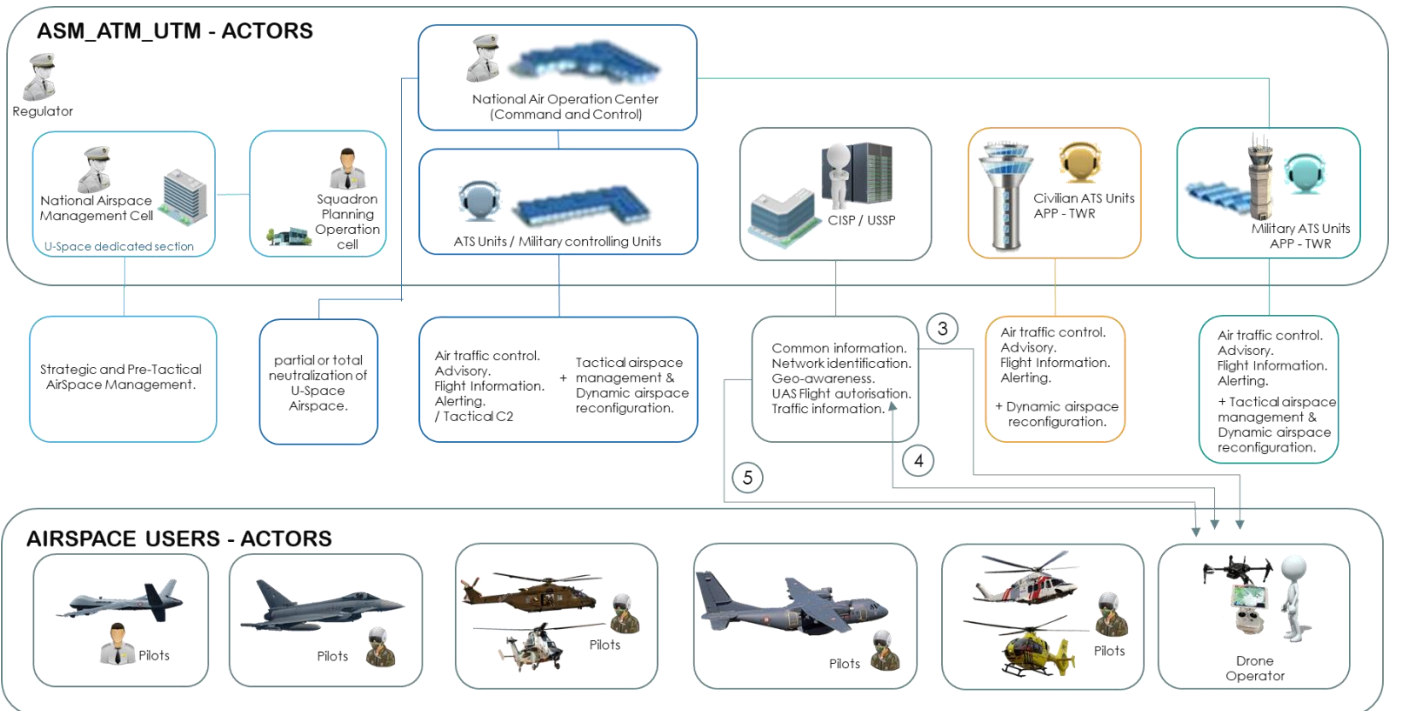 ASM_ATM_UTM - ACTORS
Regulator
National Airspace
Management Cell
U-Space dedicated section
Squadron
Planning
Operation
cell
National Air Operation Center
(Command and Control)
ATS Units / Military controlling Units
CISP / USSP
Civilian ATS Units
APP - TWR
Military ATS Units
APP - TWR
Strategic and Pre-Tactical
AirSpace Management.
partial or total
neutralization of
U-Space
Airspace.
Air traffic control.
Advisory.
Flight Information.
Alerting.
/ Tactical C2
+ Tactical airspace
management &
Dynamic airspace
reconfiguration.
Common information.
Network identification.
Geo-awareness.
UAS Flight autorisation.
Traffic information.
3
4
5
Air traffic control.
Advisory.
Flight Information.
Alerting.
+ Dynamic airspace
reconfiguration.
Air traffic control.
Advisory.
Flight Information.
Alerting.
+ Tactical airspace
management &
Dynamic airspace
reconfiguration.
AIRSPACE USERS - ACTORS
Pilots
Pilots
Pilots
Pilots
Pilots
Drone
Operator